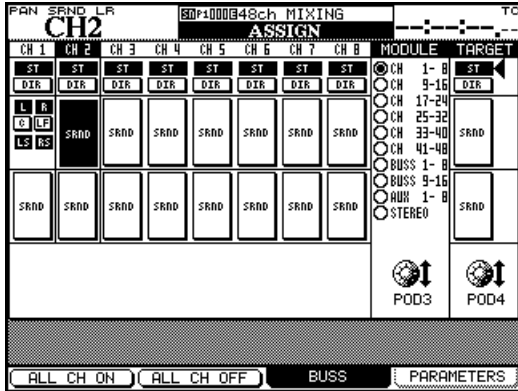 PAN SRND LR 48ch MIXING TC
CH2 ASSIGN --:--:--.--
CH 1 CH 2 CH 3 CH 4 CH 5 CH 6 CH 7 CH 8 MODULE TARGET
ST ST ST ST ST ST ST ST CH 1- 8 ST
DIR DIR DIR DIR DIR DIR DIR DIR CH 9-16 DIR
L R CH 17-24
C LF SRND SRND SRND SRND SRND SRND SRND CH 25-32 SRND
LS RS CH 33-40
CH 41-48
BUSS 1- 8
BUSS 9-16
SRND SRND SRND SRND SRND SRND SRND SRND AUX 1- 8 SRND
STEREO
POD3 POD4
ALL CH ON ALL CH OFF BUSS PARAMETERS